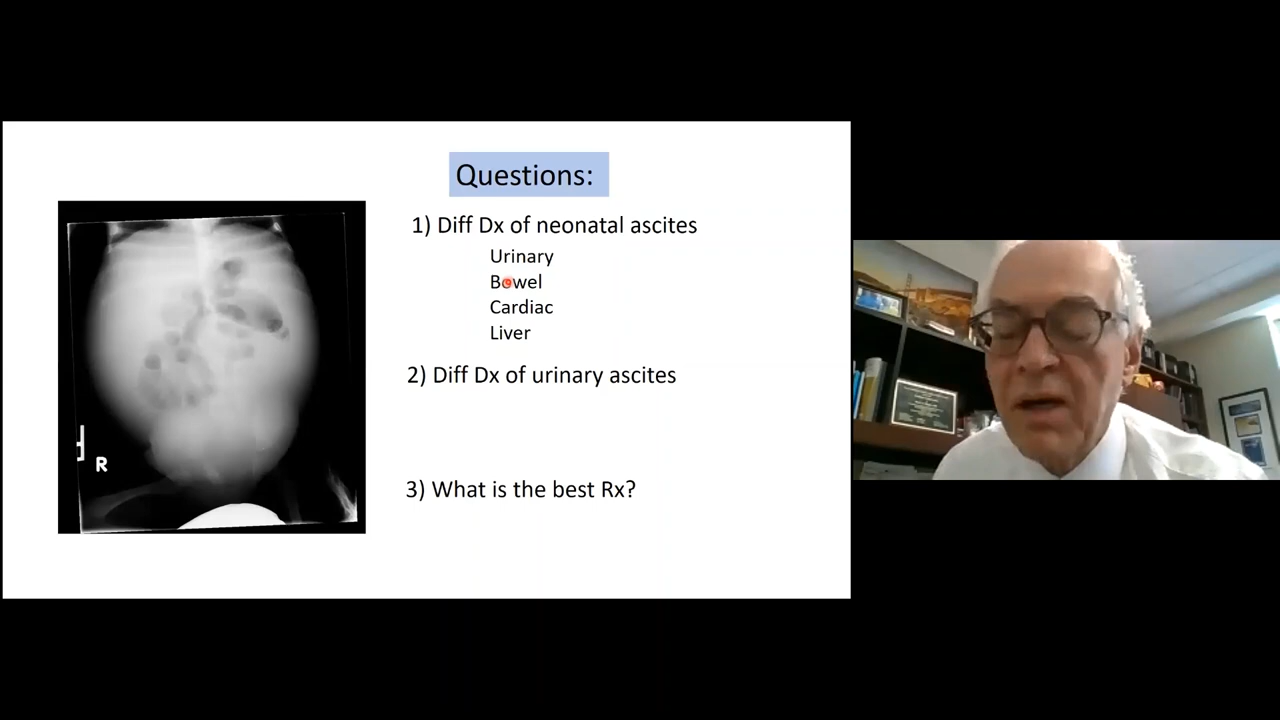 Questions:
1) Diff Dx of neonatal ascites
Urinary
Bowel
Cardiac
Liver
2) Diff Dx of urinary ascites
3) What is the best Rx?
R